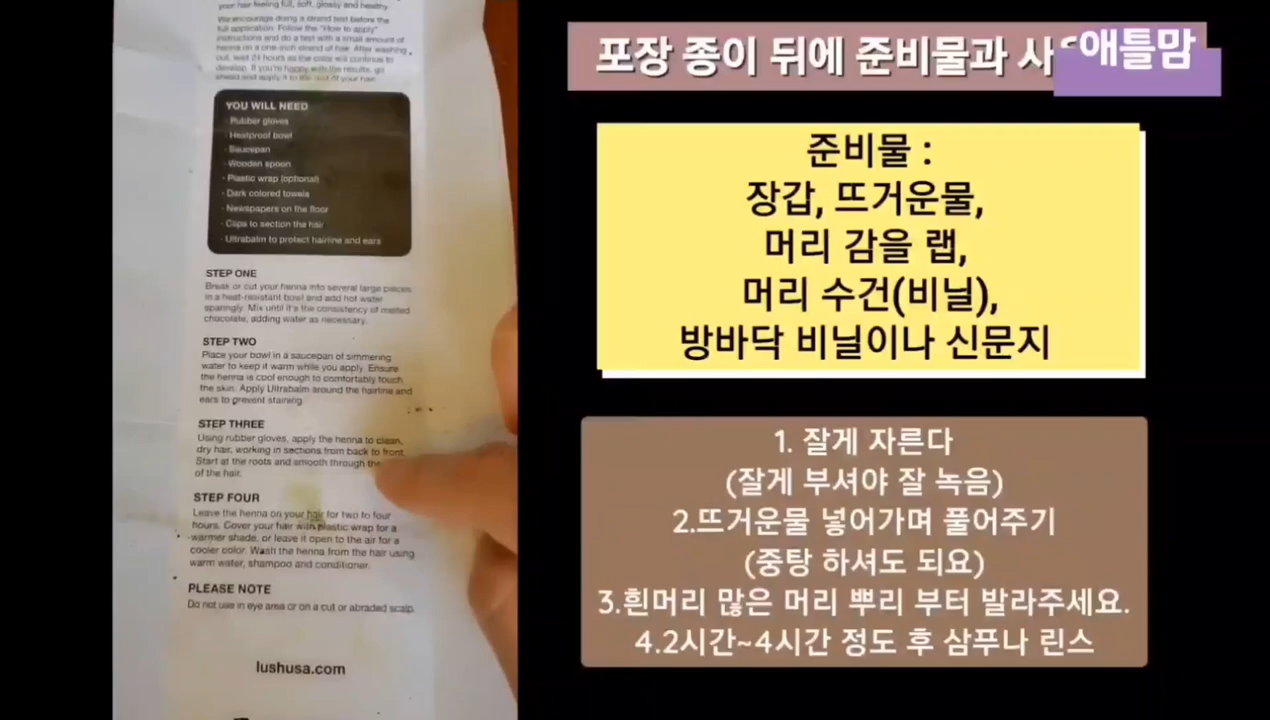 your hair feeling full, soft, glossy and healthy.
We encourage doing a strand test before the
full application. Follow the "How to apply"
instructions and do a test with a small amount of
henna on a one-inch strand of hair. After washing
out, wait 24 hours as the color will continue to
develop. If you're happy with the results, go
ahead and apply it to the rest of your hair.
YOU WILL NEED
· Rubber gloves
· Heatproof bowl
· Saucepan
· Wooden spoon
· Plastic wrap (optional)
· Dark colored towels
· Newspapers on the floor
· Clips to section the hair
· Ultrabalm to protect hairline and ears
STEP ONE
Break or cut your henna into several large pieces
in a heat-resistant bowl and add hot water
sparingly. Mix until it's the consistency of melted
chocolate, adding water as necessary.
STEP TWO
Place your bowl in a saucepan of simmering
water to keep it warm while you apply. Ensure
the henna is cool enough to comfortably touch
the skin. Apply Ultrabalm around the hairline and
ears to prevent staining.
STEP THREE
Using rubber gloves, apply the henna to clean,
dry hair, working in sections from back to front.
Start at the roots and smooth through the
of the hair.
STEP FOUR
Leave the henna on your hair for two to four
hours. Cover your hair with plastic wrap for a
warmer shade, or leave it open to the air for a
cooler color. Wash the henna from the hair using
warm water, shampoo and conditioner.
PLEASE NOTE
Do not use in eye area or on a cut or abraded scalp.
lushusa.com
포장 종이 뒤에 준비물과 사
애틀맘
준비물 :
장갑, 뜨거운물,
머리 감을 랩,
머리 수건(비닐),
방바닥 비닐이나 신문지
1. 잘게 자른다
(잘게 부셔야 잘 녹음)
2.뜨거운물 넣어가며 풀어주기
(중탕 하셔도 되요)
3.흰머리 많은 머리 뿌리 부터 발라주세요.
4.2시간~4시간 정도 후 샴푸나 린스